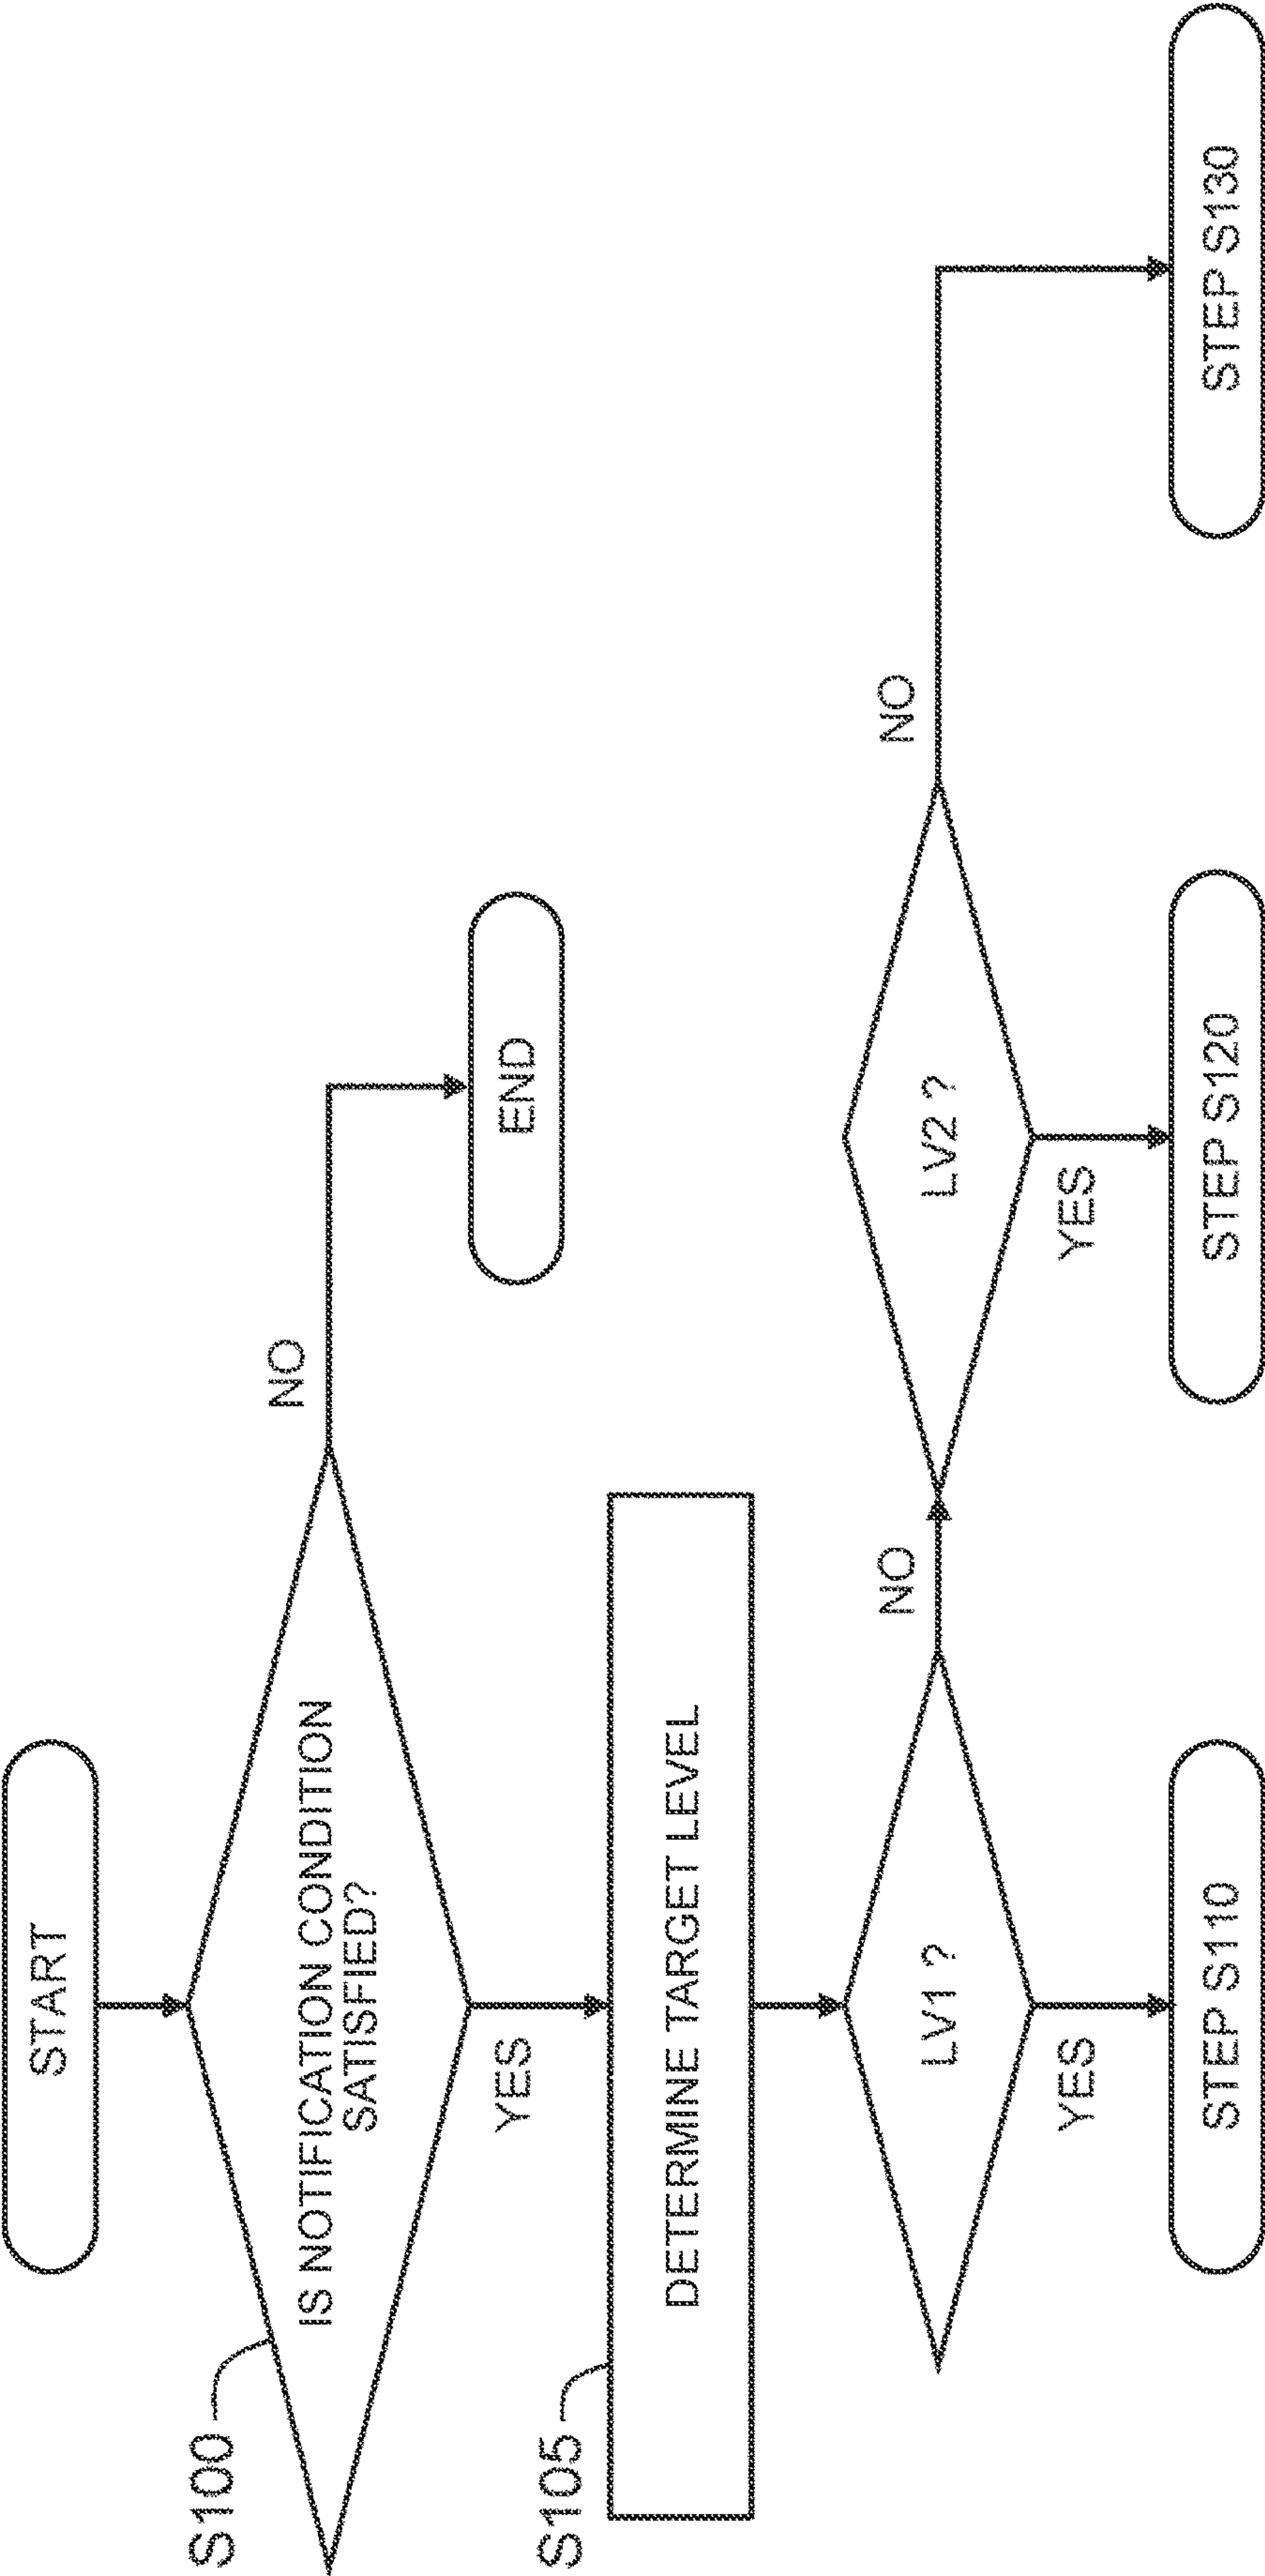 START
S100
IS NOTIFICATION CONDITION
SATISFIED?
NO
YES
END
S105
DETERMINE TARGET LEVEL
LV1 ?
NO
LV2 ?
NO
YES
YES
STEP S110
STEP S120
STEP S130